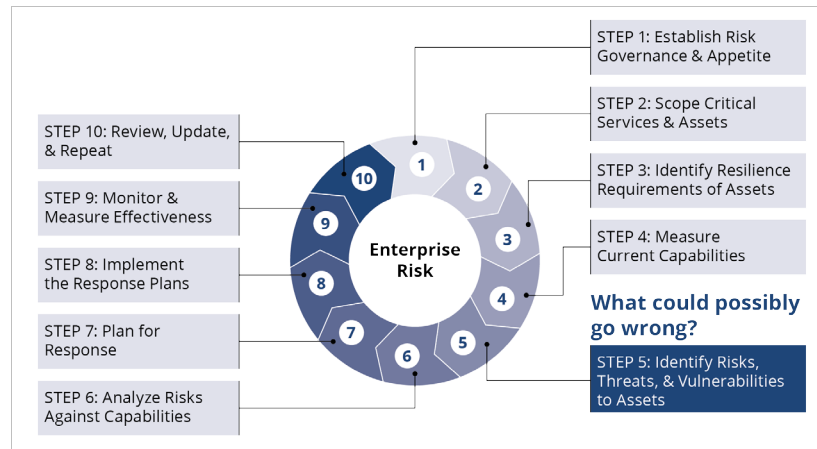 STEP 1: Establish Risk
Governance & Appetite
STEP 2: Scope Critical
Services & Assets
STEP 3: Identify Resilience
Requirements of Assets
STEP 4: Measure
Current Capabilities
What could possibly
go wrong?
STEP 5: Identify Risks,
Threats, & Vulnerabilities
to Assets
STEP 6: Analyze Risks
Against Capabilities
STEP 7: Plan for
Response
STEP 8: Implement
the Response Plans
STEP 9: Monitor &
Measure Effectiveness
STEP 10: Review, Update,
& Repeat
Enterprise
Risk
1
2
3
4
5
6
7
8
9
10